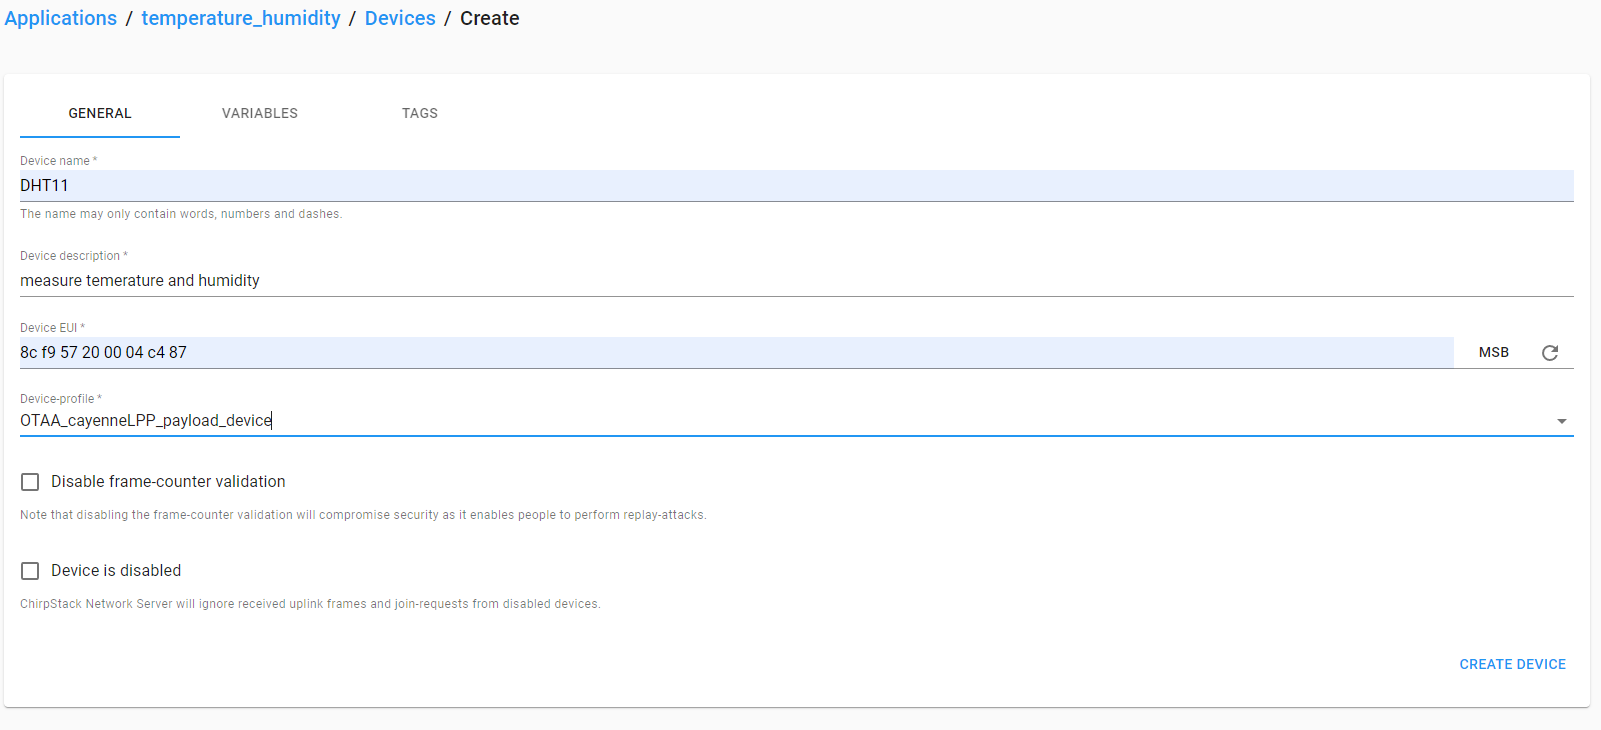 Applications / temperature_humidity / Devices / Create
GENERAL VARIABLES TAGS
Device name *
DHT11
The name may only contain words, numbers and dashes.
Device description *
measure temerature and humidity
Device EUI *
8c f9 57 20 00 04 c4 87 MSB
Device-profile *
OTAA_cayenneLPP_payload_device
Disable frame-counter validation
Note that disabling the frame-counter validation will compromise security as it enables people to perform replay-attacks.
Device is disabled
ChirpStack Network Server will ignore received uplink frames and join-requests from disabled devices.
CREATE DEVICE